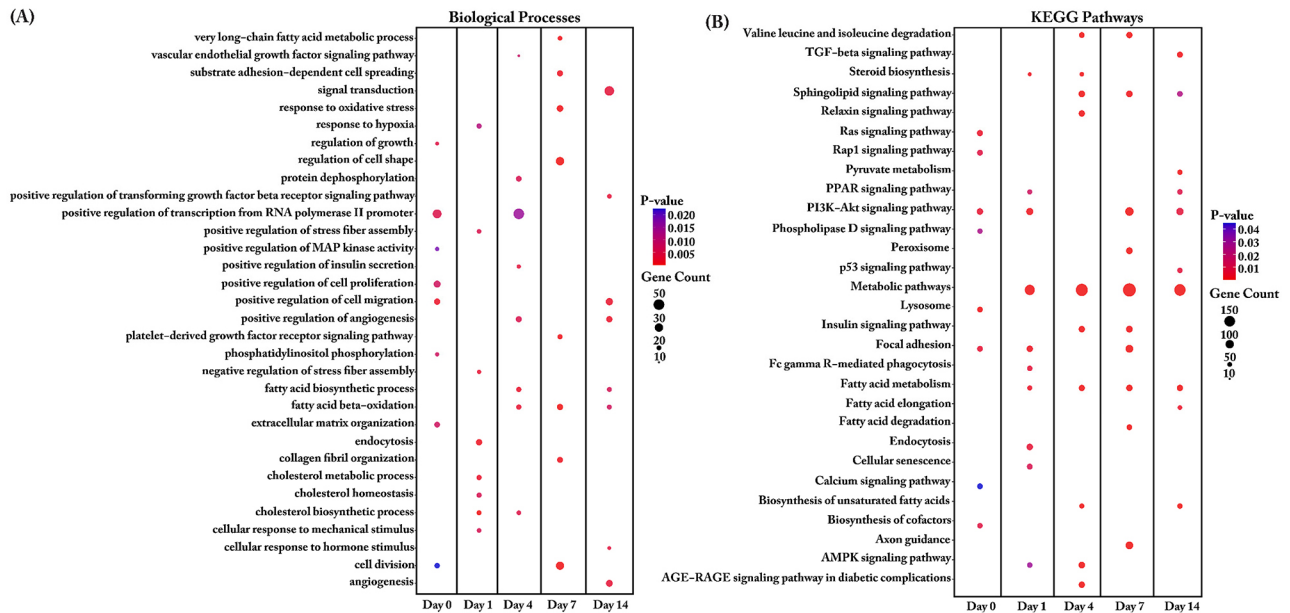 (A)
Biological Processes
very long-chain fatty acid metabolic process
vascular endothelial growth factor signaling pathway
substrate adhesion-dependent cell spreading
signal transduction
response to oxidative stress
response to hypoxia
regulation of growth
regulation of cell shape
protein dephosphorylation
positive regulation of transforming growth factor beta receptor signaling pathway
positive regulation of transcription from RNA polymerase II promoter
positive regulation of stress fiber assembly
positive regulation of MAP kinase activity
positive regulation of insulin secretion
positive regulation of cell proliferation
positive regulation of cell migration
positive regulation of angiogenesis
platelet-derived growth factor receptor signaling pathway
phosphatidylinositol phosphorylation
negative regulation of stress fiber assembly
fatty acid biosynthetic process
fatty acid beta-oxidation
extracellular matrix organization
endocytosis
collagen fibril organization
cholesterol metabolic process
cholesterol homeostasis
cholesterol biosynthetic process
cellular response to mechanical stimulus
cellular response to hormone stimulus
cell division
angiogenesis
Day 0 Day 1 Day 4 Day 7 Day 14
P-value
0.020
0.015
0.010
0.005
Gene Count
50
30
20
10
(B)
KEGG Pathways
Valine leucine and isoleucine degradation
TGF-beta signaling pathway
Steroid biosynthesis
Sphingolipid signaling pathway
Relaxin signaling pathway
Ras signaling pathway
Rap1 signaling pathway
Pyruvate metabolism
PPAR signaling pathway
PI3K-Akt signaling pathway
Phospholipase D signaling pathway
Peroxisome
p53 signaling pathway
Metabolic pathways
Lysosome
Insulin signaling pathway
Focal adhesion
Fc gamma R-mediated phagocytosis
Fatty acid metabolism
Fatty acid elongation
Fatty acid degradation
Endocytosis
Cellular senescence
Calcium signaling pathway
Biosynthesis of unsaturated fatty acids
Biosynthesis of cofactors
Axon guidance
AMPK signaling pathway
AGE-RAGE signaling pathway in diabetic complications
Day 0 Day 1 Day 4 Day 7 Day 14
P-value
0.04
0.03
0.02
0.01
Gene Count
150
100
50
10